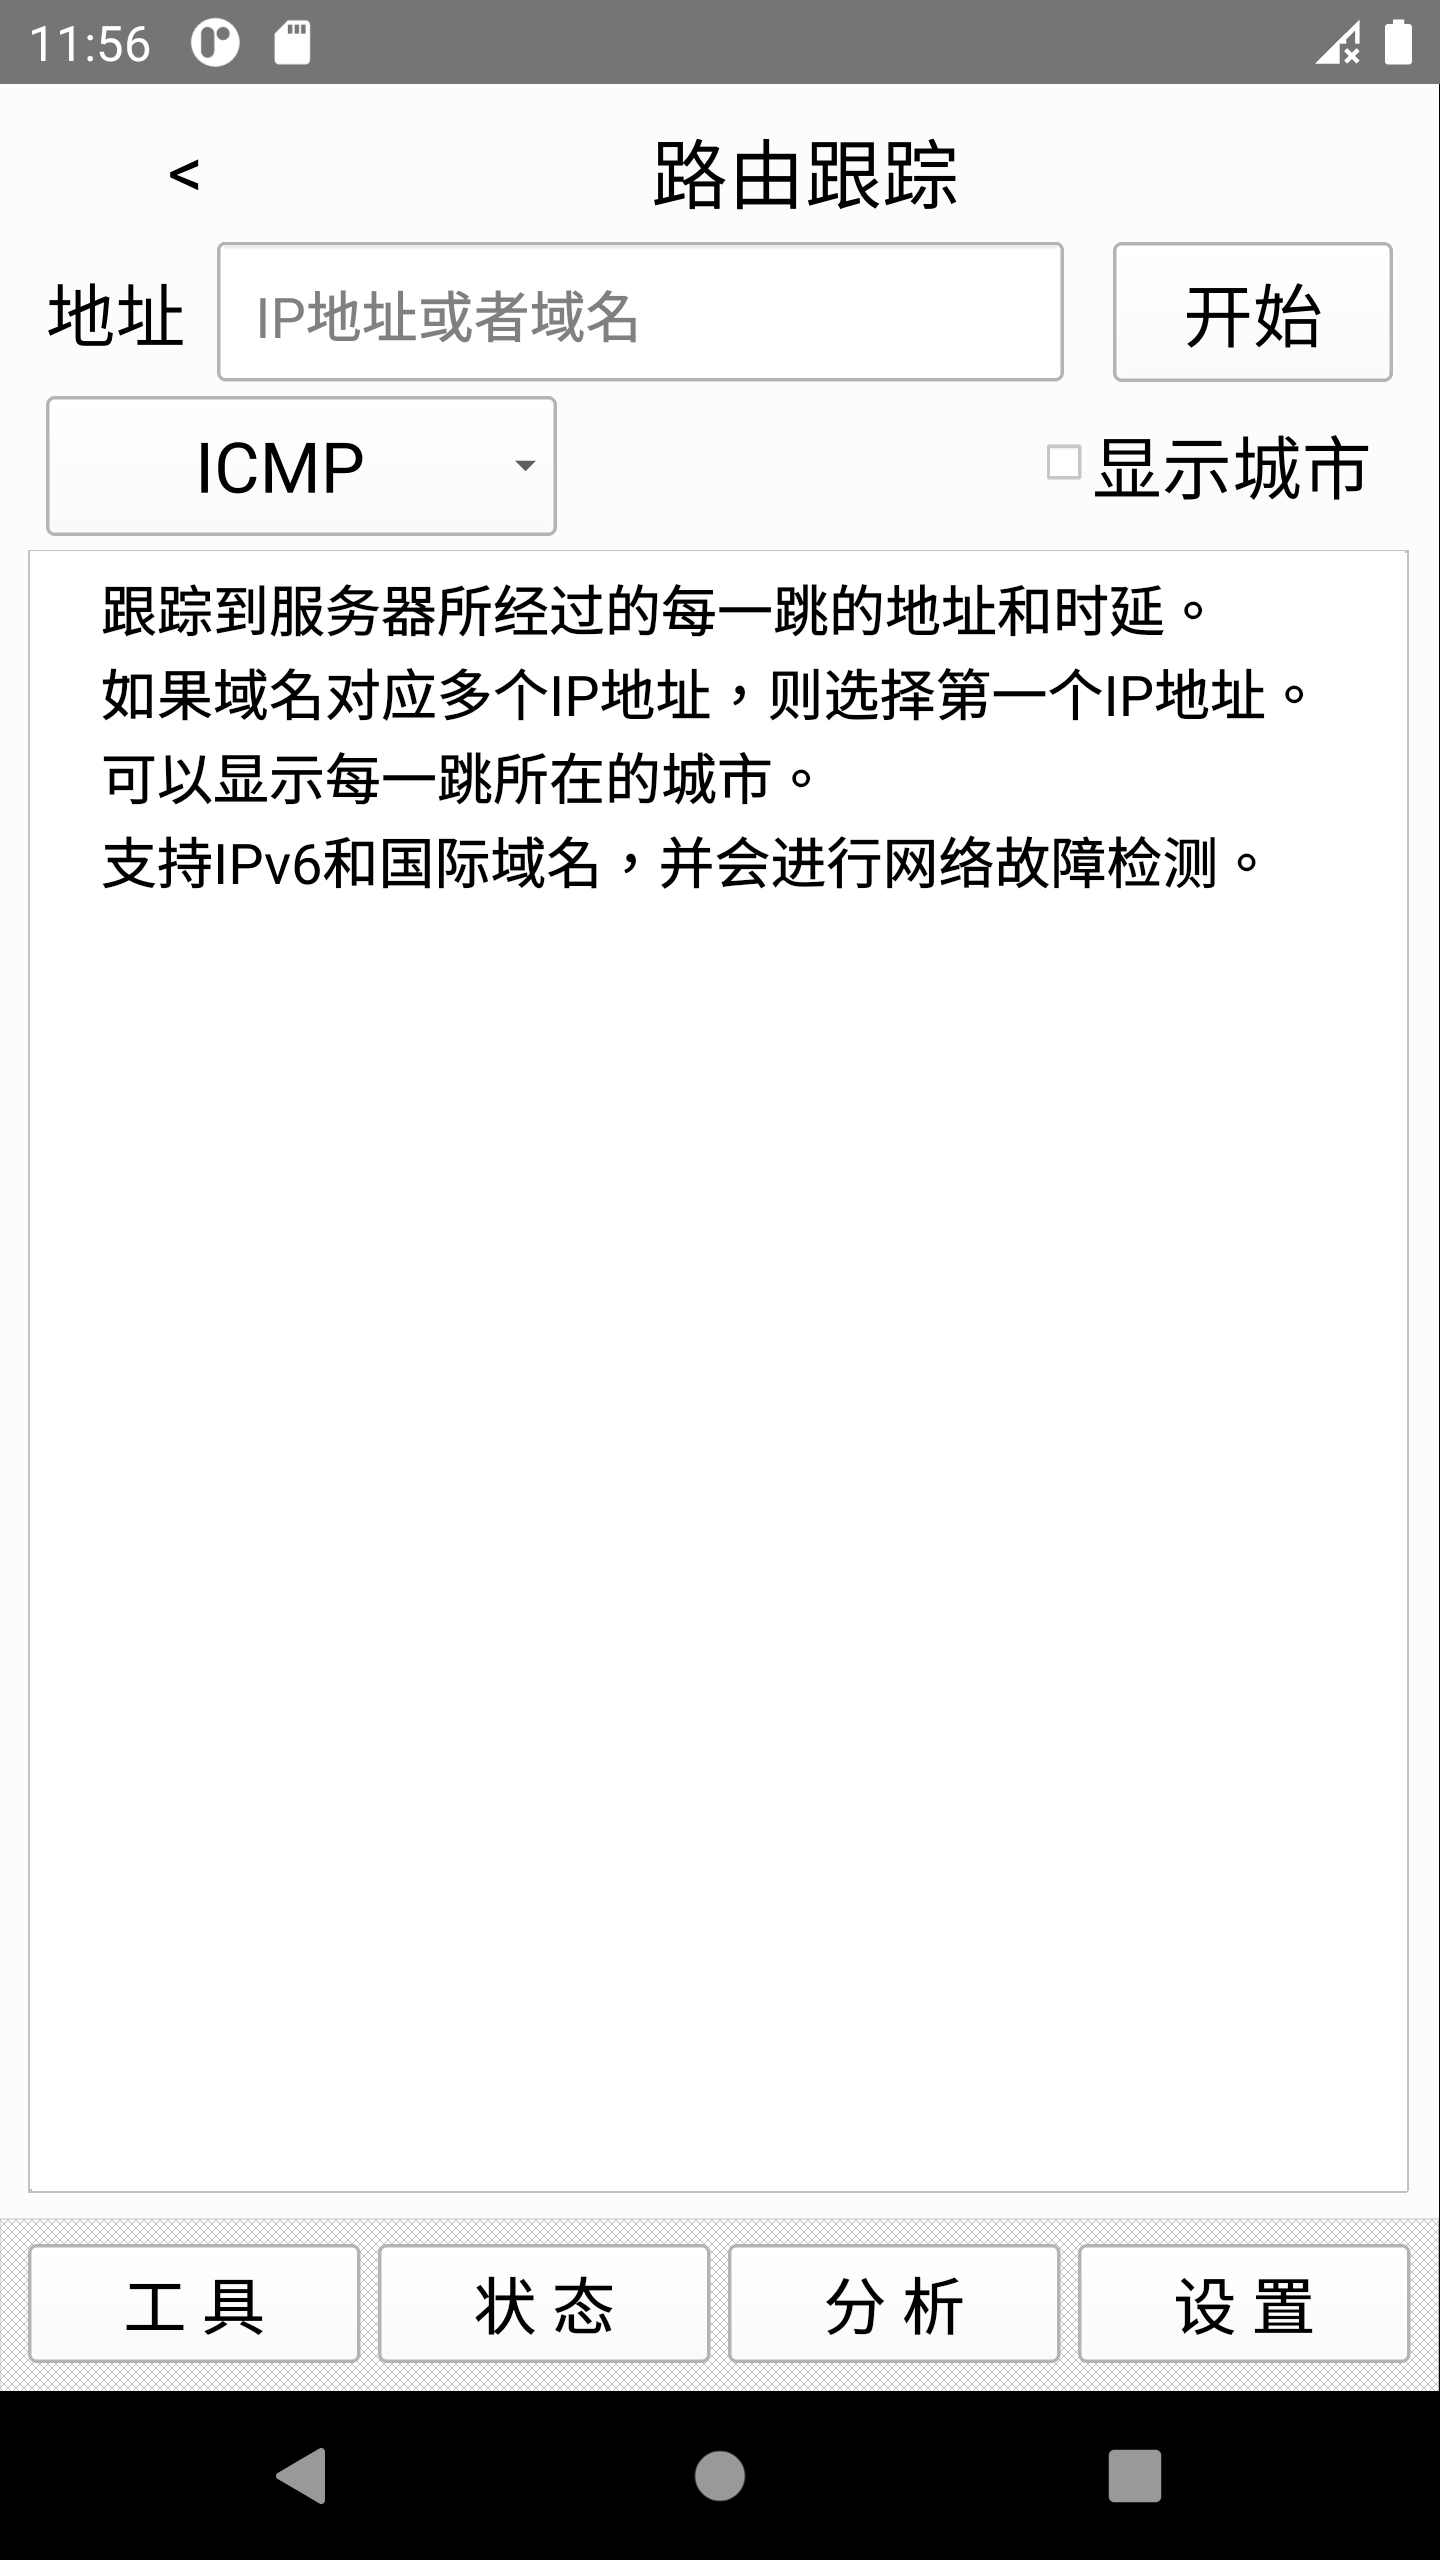 11:56
<
路由跟踪
地址
IP地址或者域名
开始
ICMP
显示城市
跟踪到服务器所经过的每一跳的地址和时延。
如果域名对应多个IP地址，则选择第一个IP地址。
可以显示每一跳所在的城市。
支持IPv6和国际域名，并会进行网络故障检测。
工 具
状 态
分 析
设 置